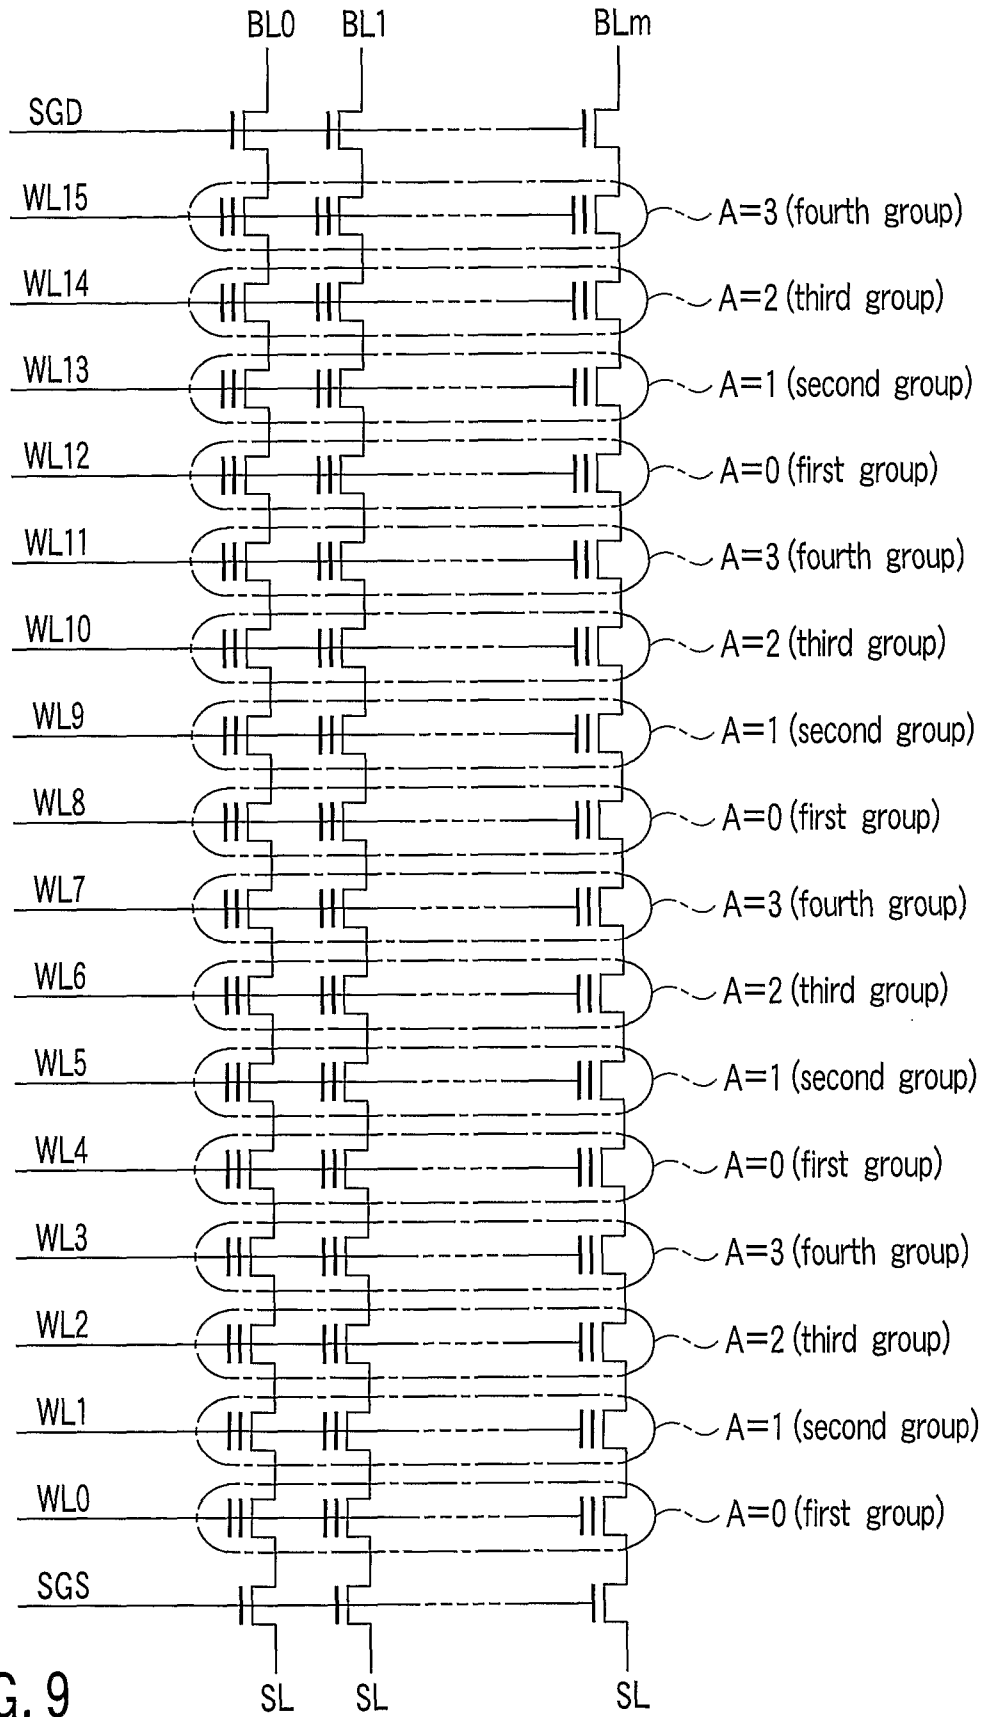 BL0 BL1 BLm
SGD
WL15 A=3 (fourth group)
WL14 A=2 (third group)
WL13 A=1 (second group)
WL12 A=0 (first group)
WL11 A=3 (fourth group)
WL10 A=2 (third group)
WL9 A=1 (second group)
WL8 A=0 (first group)
WL7 A=3 (fourth group)
WL6 A=2 (third group)
WL5 A=1 (second group)
WL4 A=0 (first group)
WL3 A=3 (fourth group)
WL2 A=2 (third group)
WL1 A=1 (second group)
WL0 A=0 (first group)
SGS
SL SL SL
G. 9